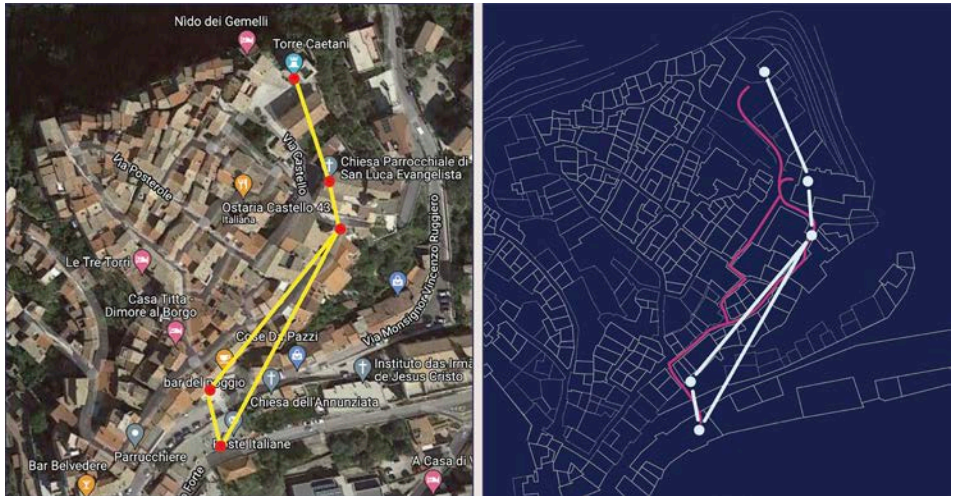 Nido dei Gemelli
Torre Caetani
Via Castello
Chiesa Parrocchiale di
San Luca Evangelista
Via Posterole
Ostaria Castello 43
Italiana
Via Monsignor Vincenzo Ruggiero
Le Tre Torri
Casa Titta -
Dimore al Borgo
Cose Da Pazzi
Instituto das Irmã
de Jesus Cristo
bar del poggio
Chiesa dell'Annunziata
Poste Italiane
Parrucchiere
Bar Belvedere
Forte
A Casa di V